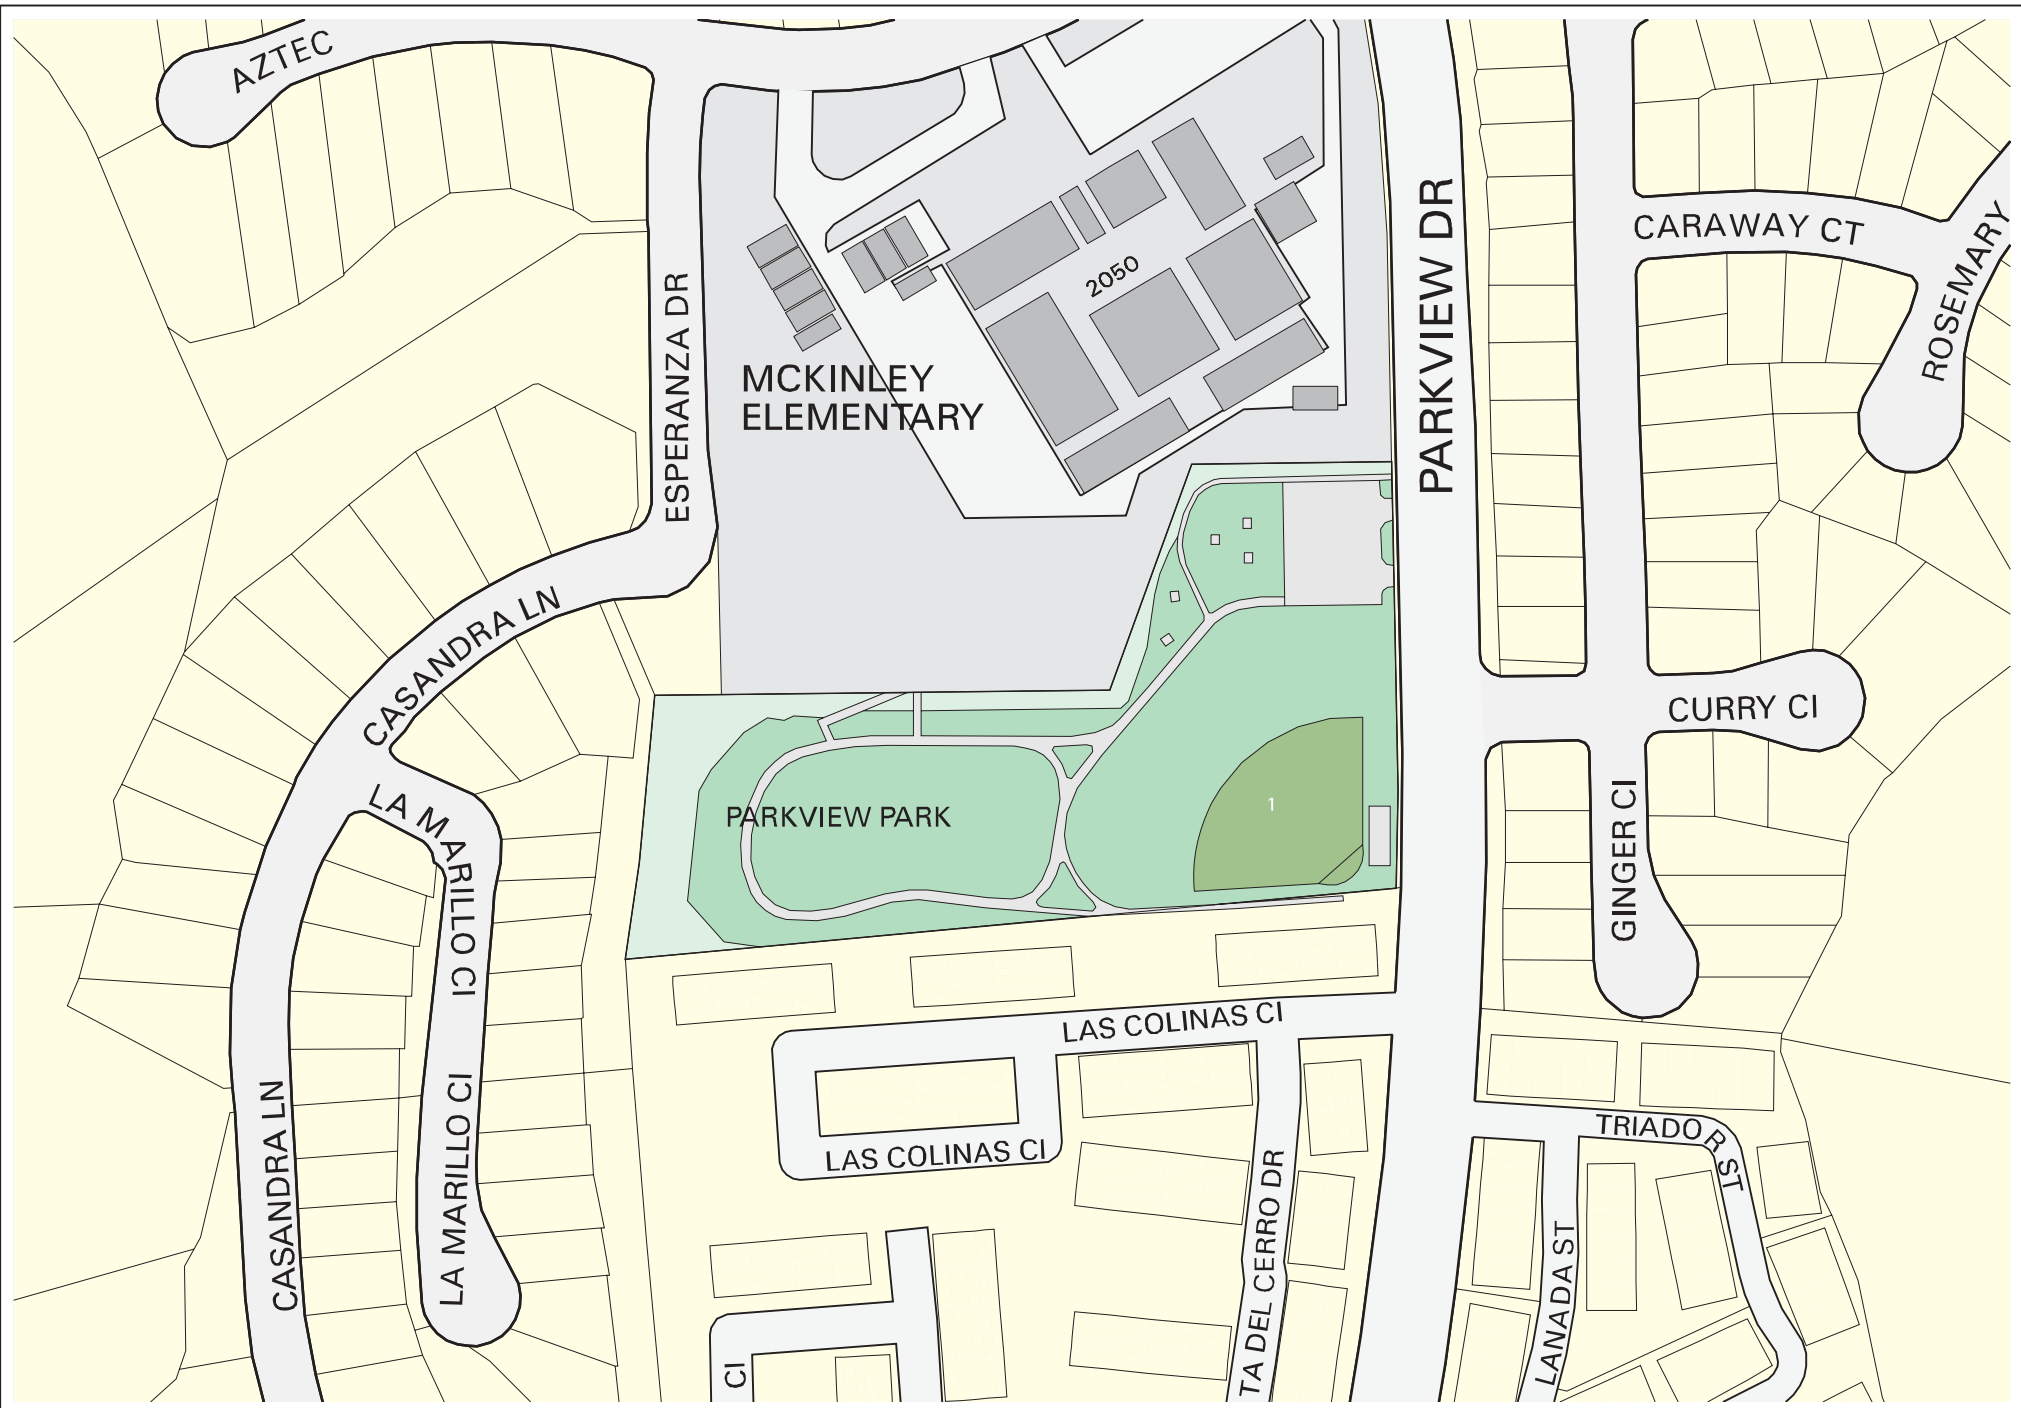 AZTEC
PARKVIEW DR
CARAWAY CT
ROSEMARY
2050
ESPERANZA DR
MCKINLEY
ELEMENTARY
CASANDRA LN
CURRY CI
LA MARILLO CI
PARKVIEW PARK
1
GINGER CI
LAS COLINAS CI
LAS COLINAS CI
CASANDRA LN
LA MARILLO CI
TRIADOR ST
TA DEL CERRO DR
LANADA ST
CI